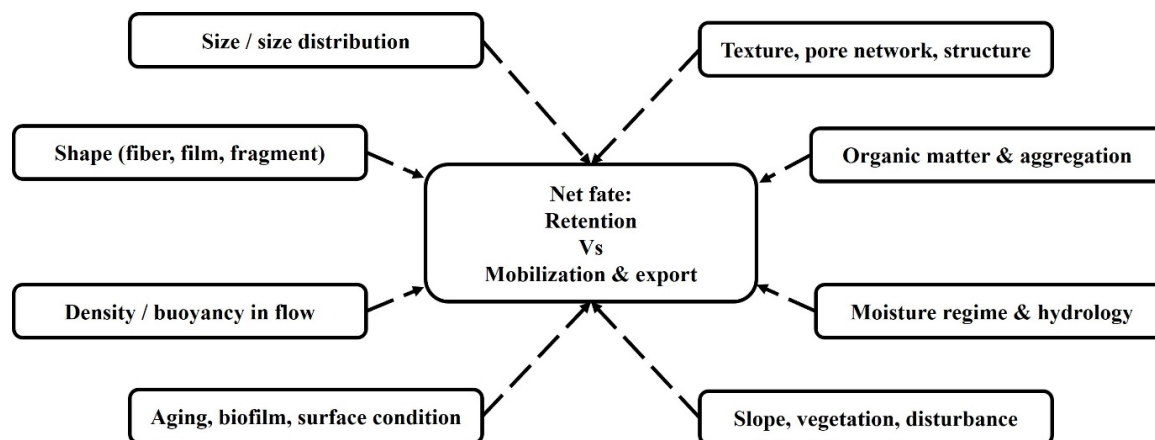 Size / size distribution
Texture, pore network, structure
Shape (fiber, film, fragment)
Organic matter & aggregation
Net fate:
Retention
Vs
Mobilization & export
Density / buoyancy in flow
Moisture regime & hydrology
Aging, biofilm, surface condition
Slope, vegetation, disturbance